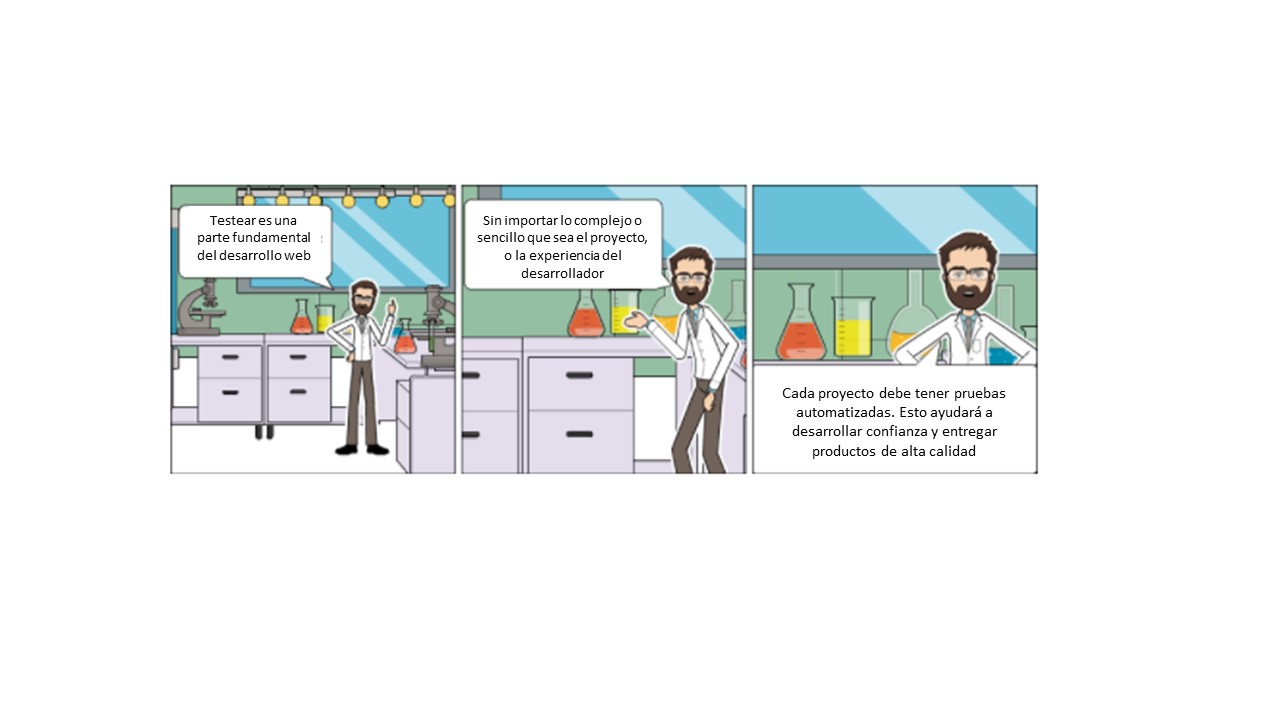 Testear es una
parte fundamental
del desarrollo web
Sin importar lo complejo o
sencillo que sea el proyecto,
o la experiencia del
desarrollador
Cada proyecto debe tener pruebas
automatizadas. Esto ayudará a
desarrollar confianza y entregar
productos de alta calidad